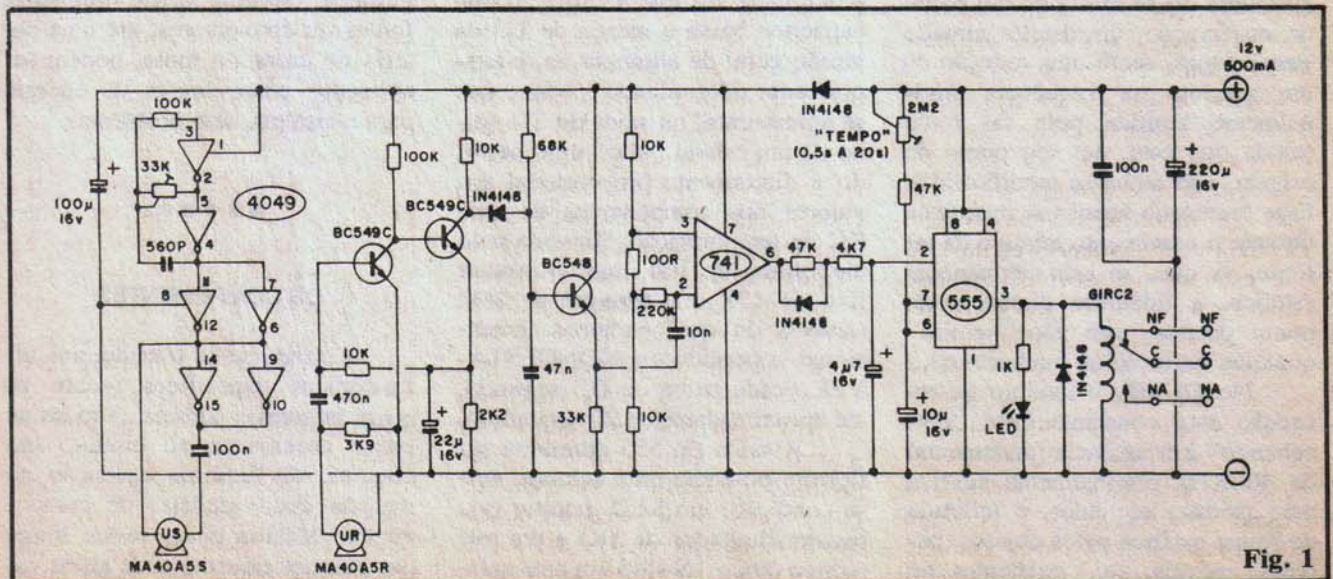 100K
3
1
2
33K
5
4049
100µ
16v
4
560P
8
11
7
12
6
9
15
10
100n
US
MA40A5S
UR
MA40A5R
100K
10K
68K
BC549C
BC549C
1N4148
BC548
10K
470n
3K9
22µ
16v
2K2
47n
33K
10K
100R
3
7
741
6
2
4
220K
10n
10K
47K
4K7
1N4148
4µ7
16v
1N4148
"TEMPO"
(0,5s a 20s)
2M2
47K
8
4
2
555
3
6
1
10µ
16v
1K
LED
1N4148
G1RC2
NF
C
NA
NF
C
NA
100n
220µ
16v
12v
500mA
+
−
Fig. 1